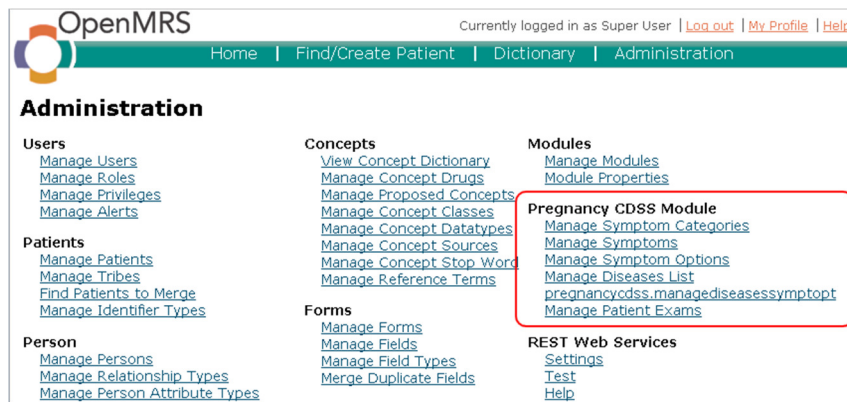 OpenMRS
Currently logged in as Super User | Log out | My Profile | Help
Home | Find/Create Patient | Dictionary | Administration
Administration
Users
Manage Users
Manage Roles
Manage Privileges
Manage Alerts
Patients
Manage Patients
Manage Tribes
Find Patients to Merge
Manage Identifier Types
Person
Manage Persons
Manage Relationship Types
Manage Person Attribute Types
Concepts
View Concept Dictionary
Manage Concept Drugs
Manage Proposed Concepts
Manage Concept Classes
Manage Concept Datatypes
Manage Concept Sources
Manage Concept Stop Word
Manage Reference Terms
Forms
Manage Forms
Manage Fields
Manage Field Types
Merge Duplicate Fields
Modules
Manage Modules
Module Properties
Pregnancy CDSS Module
Manage Symptom Categories
Manage Symptoms
Manage Symptom Options
Manage Diseases List
pregnancycdss.managediseasessymptopt
Manage Patient Exams
REST Web Services
Settings
Test
Help